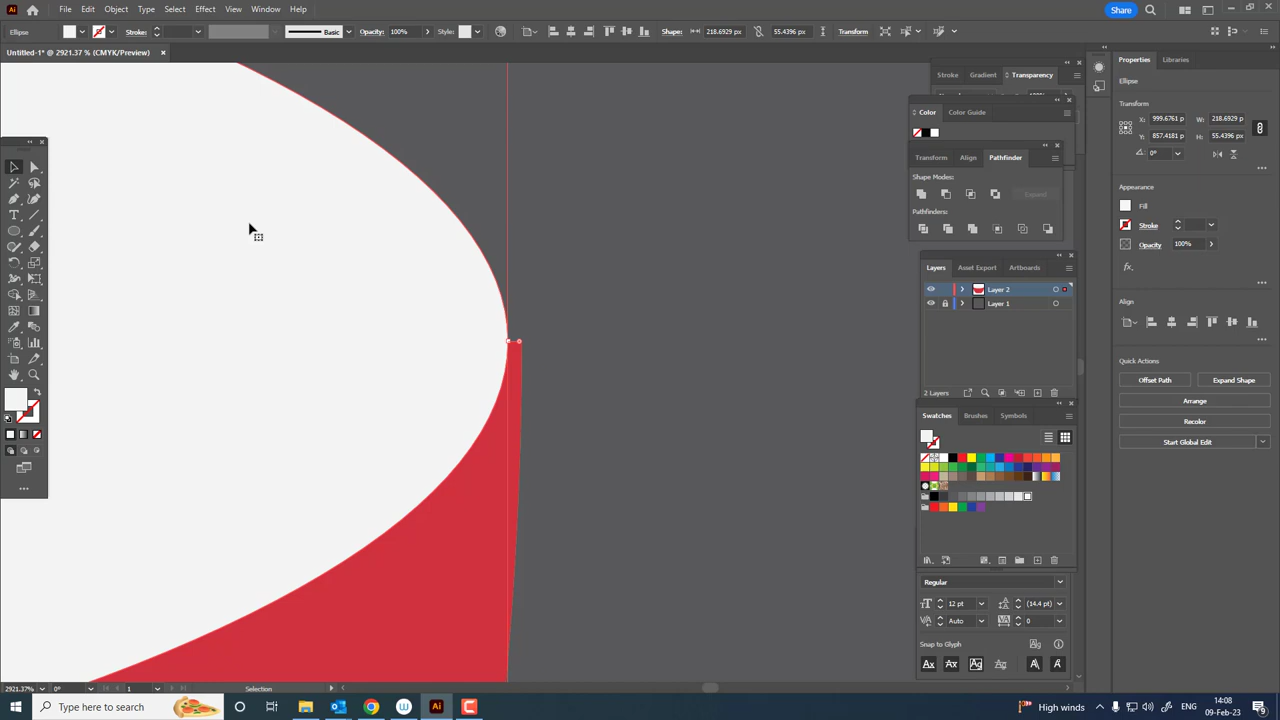 File Edit Object Type Select Effect View Window Help
Share
Ellipse
Stroke:
Basic
Opacity: 100%
Style:
Shape: 218.6929 px 55.4396 px
Transform
Untitled-1* @ 2921.37 % (CMYK/Preview)
Stroke Gradient Transparency
Color Color Guide
Transform Align Pathfinder
Shape Modes:
Expand
Pathfinders:
Layers Asset Export Artboards
Layer 2
Layer 1
2 Layers
Swatches Brushes Symbols
Regular
12 pt (14.4 pt)
Auto 0
Snap to Glyph
Properties Libraries
Ellipse
Transform
X: 999.6761 p W: 218.6929 px
Y: 857.4181 p H: 55.4396 px
0°
Appearance
Fill
Stroke
Opacity 100%
Align
Quick Actions
Offset Path Expand Shape
Arrange
Recolor
Start Global Edit
2921.37% 0° 1 Selection
Type here to search
High winds
ENG
14:08
09-Feb-23